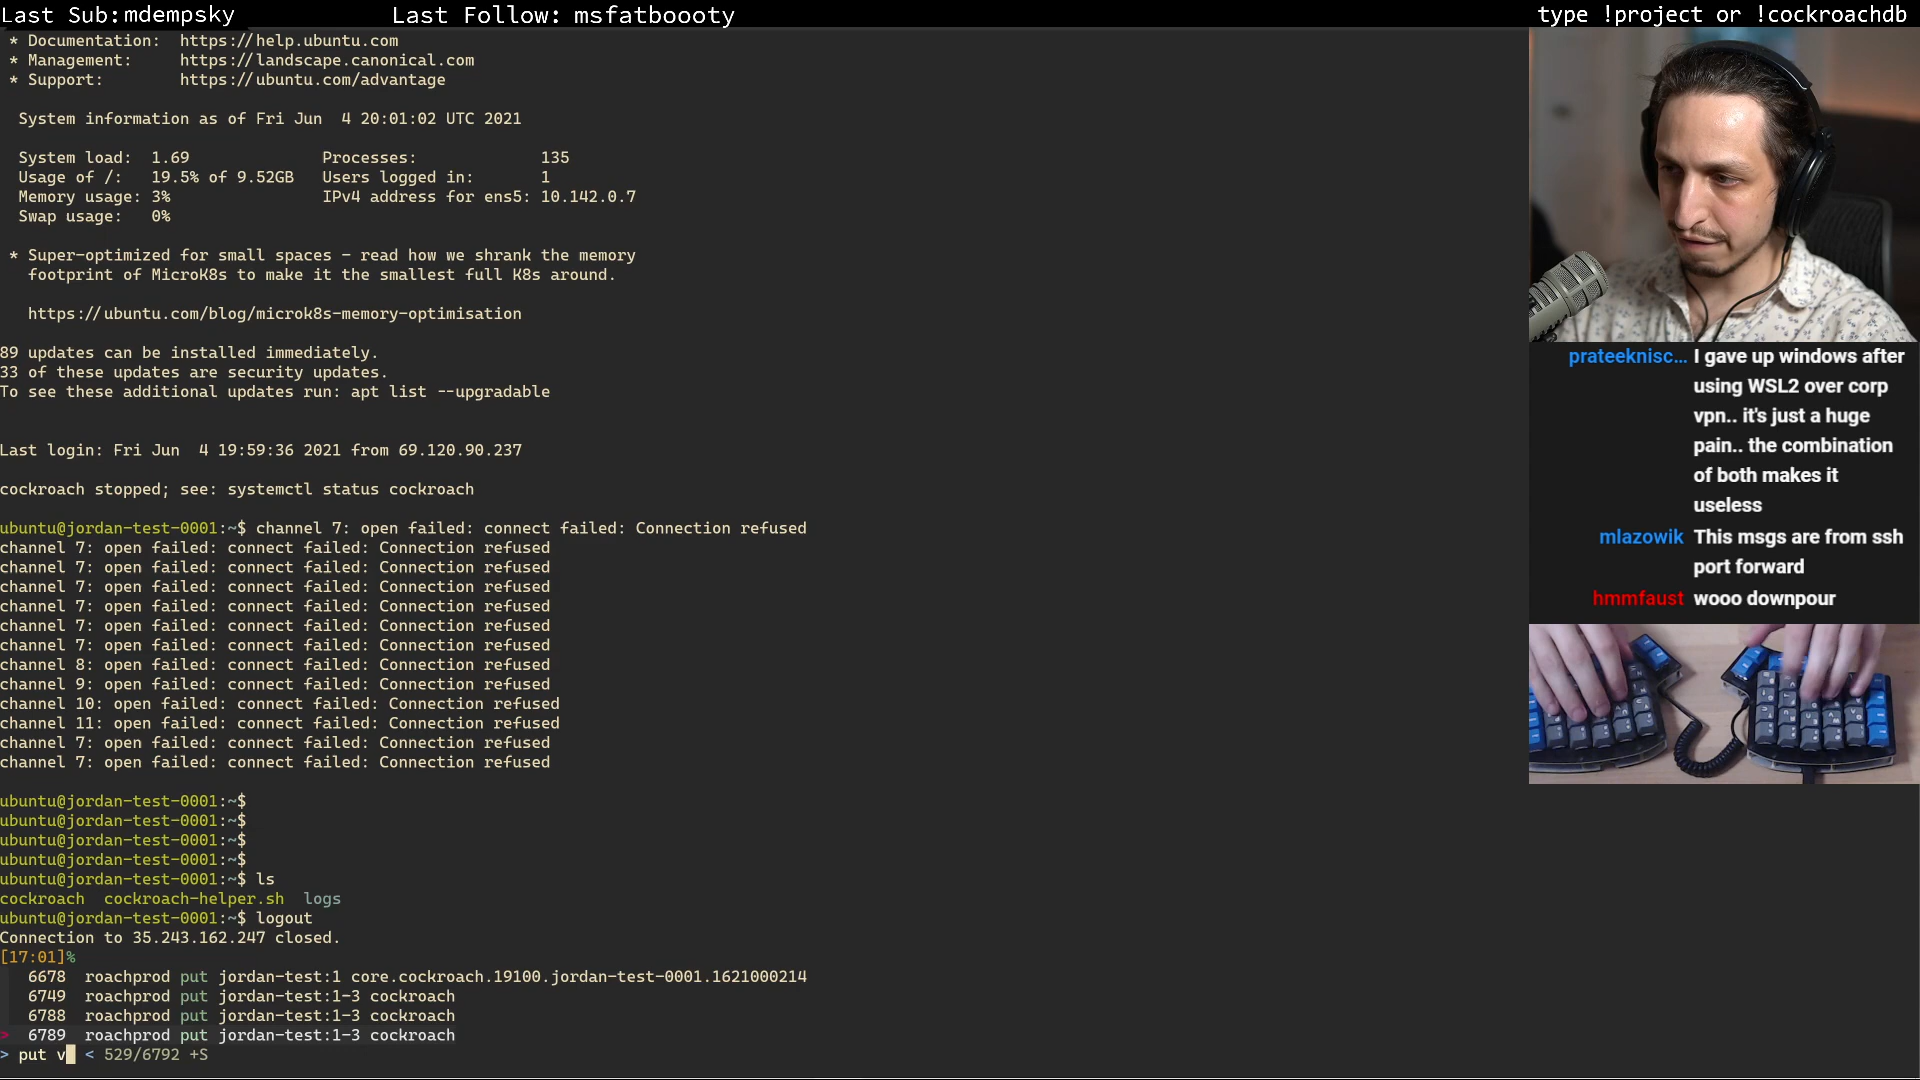 Last Sub:mdempsky
Last Follow: msfatboooty
type !project or !cockroachdb
* Documentation:  https://help.ubuntu.com
* Management:     https://landscape.canonical.com
* Support:        https://ubuntu.com/advantage
System information as of Fri Jun  4 20:01:02 UTC 2021
System load:  1.69              Processes:             135
Usage of /:   19.5% of 9.52GB   Users logged in:       1
Memory usage: 3%                IPv4 address for ens5: 10.142.0.7
Swap usage:   0%
* Super-optimized for small spaces - read how we shrank the memory
footprint of MicroK8s to make it the smallest full K8s around.
https://ubuntu.com/blog/microk8s-memory-optimisation
89 updates can be installed immediately.
33 of these updates are security updates.
To see these additional updates run: apt list --upgradable
Last login: Fri Jun  4 19:59:36 2021 from 69.120.90.237
cockroach stopped; see: systemctl status cockroach
ubuntu@jordan-test-0001:~$ channel 7: open failed: connect failed: Connection refused
channel 7: open failed: connect failed: Connection refused
channel 7: open failed: connect failed: Connection refused
channel 7: open failed: connect failed: Connection refused
channel 7: open failed: connect failed: Connection refused
channel 7: open failed: connect failed: Connection refused
channel 7: open failed: connect failed: Connection refused
channel 8: open failed: connect failed: Connection refused
channel 9: open failed: connect failed: Connection refused
channel 10: open failed: connect failed: Connection refused
channel 11: open failed: connect failed: Connection refused
channel 7: open failed: connect failed: Connection refused
channel 7: open failed: connect failed: Connection refused
ubuntu@jordan-test-0001:~$
ubuntu@jordan-test-0001:~$
ubuntu@jordan-test-0001:~$
ubuntu@jordan-test-0001:~$
ubuntu@jordan-test-0001:~$ ls
cockroach  cockroach-helper.sh  logs
ubuntu@jordan-test-0001:~$ logout
Connection to 35.243.162.247 closed.
[17:01]%
6678  roachprod put jordan-test:1 core.cockroach.19100.jordan-test-0001.1621000214
6749  roachprod put jordan-test:1-3 cockroach
6788  roachprod put jordan-test:1-3 cockroach
> 6789  roachprod put jordan-test:1-3 cockroach
> put v < 529/6792 +S
prateeknisc... I gave up windows after
using WSL2 over corp
vpn.. it's just a huge
pain.. the combination
of both makes it
useless
mlazowik This msgs are from ssh
port forward
hmmfaust wooo downpour